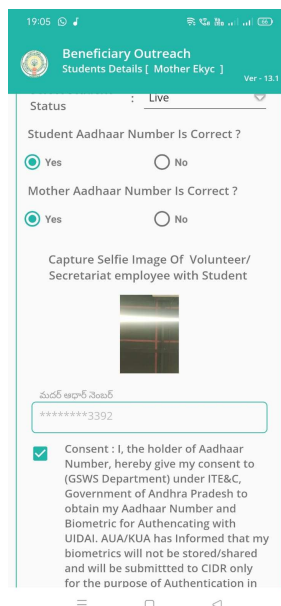 19:05
66
Beneficiary Outreach
Students Details [ Mother Ekyc ]
Ver - 13.1
Status : Live
Student Aadhaar Number Is Correct ?
Yes No
Mother Aadhaar Number Is Correct ?
Yes No
Capture Selfie Image Of Volunteer/
Secretariat employee with Student
మదర్ ఆధార్ నెంబర్
********3392
Consent : I, the holder of Aadhaar
Number, hereby give my consent to
(GSWS Department) under ITE&C,
Government of Andhra Pradesh to
obtain my Aadhaar Number and
Biometric for Authencating with
UIDAI. AUA/KUA has Informed that my
biometrics will not be stored/shared
and will be submittted to CIDR only
for the purpose of Authentication in